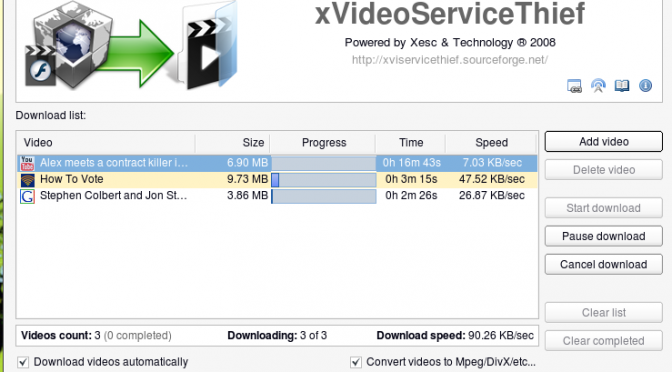 xVideoServiceThief
Powered by Xesc & Technology ® 2008
http://xviservicethief.sourceforge.net/
Download list:
Video Size Progress Time Speed
You Tube Alex meets a contract killer i... 6.90 MB 0h 16m 43s 7.03 KB/sec
How To Vote 9.73 MB 0h 3m 15s 47.52 KB/sec
G Stephen Colbert and Jon St... 3.86 MB 0h 2m 26s 26.87 KB/sec
Add video
Delete video
Start download
Pause download
Cancel download
Clear list
Clear completed
Videos count: 3 (0 completed) Downloading: 3 of 3 Download speed: 90.26 KB/sec
Download videos automatically Convert videos to Mpeg/DivX/etc...